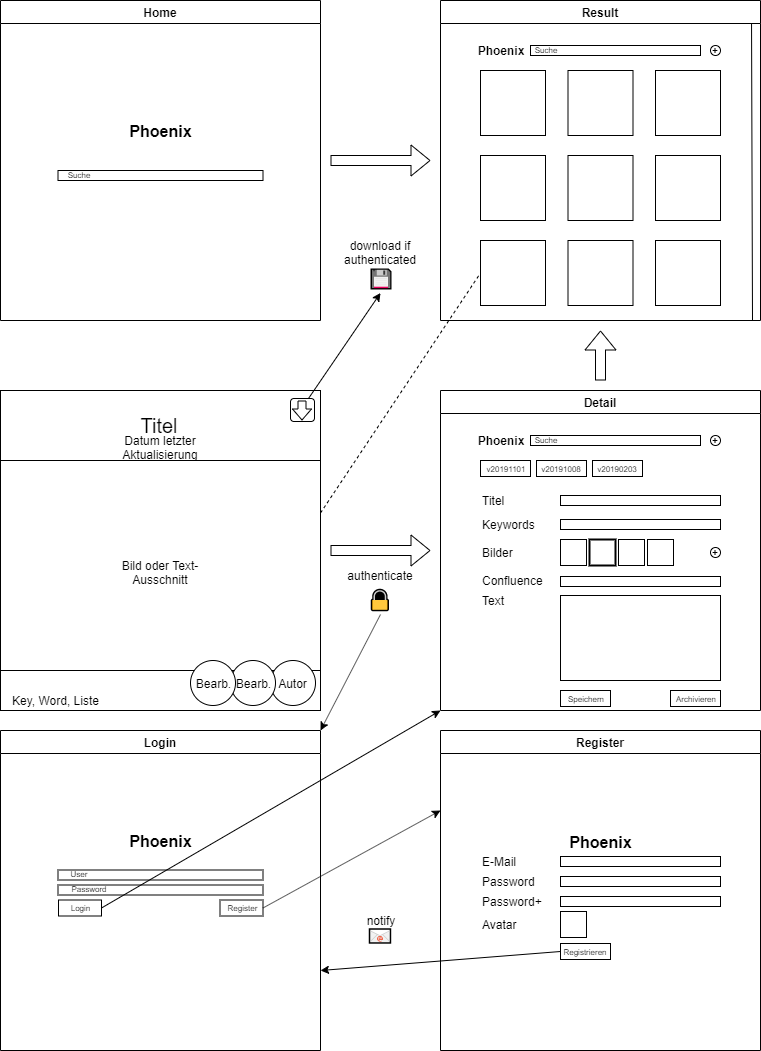 Home
Phoenix
Suche
Result
Phoenix
Suche
download if
authenticated
Titel
Datum letzter
Aktualisierung
Bild oder Text-
Ausschnitt
Key, Word, Liste
Bearb.
Bearb.
Autor
authenticate
Detail
Phoenix
Suche
v20191101
v20191008
v20190203
Titel
Keywords
Bilder
Confluence
Text
Speichern
Archivieren
Login
Phoenix
User
Password
Login
Register
notify
Register
Phoenix
E-Mail
Password
Password+
Avatar
Registrieren